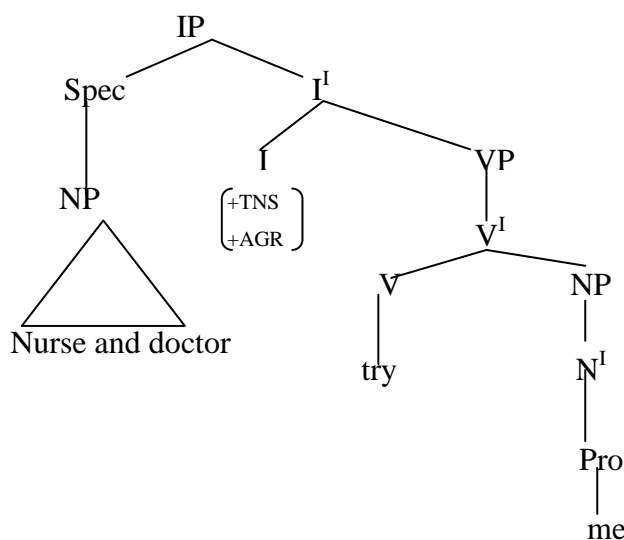 IP
Spec I^I
I VP
NP +TNS
+AGR V^I
V NP
Nurse and doctor
try N^I
Pro
me